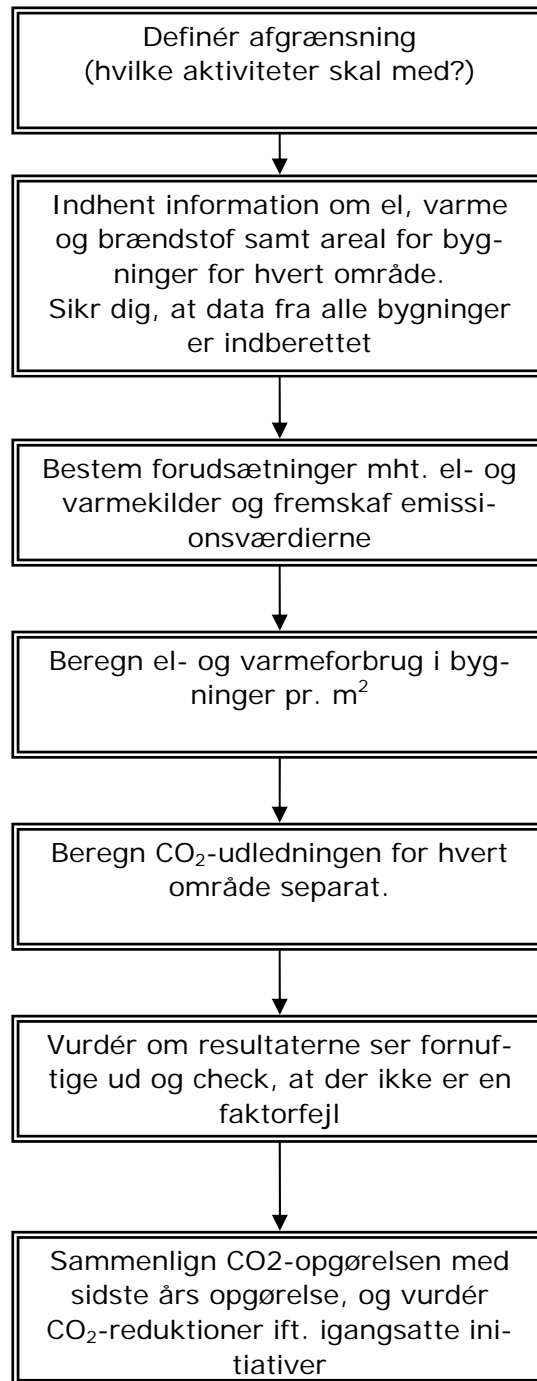 Definér afgrænsning
(hvilke aktiviteter skal med?)
Indhent information om el, varme
og brændstof samt areal for byg-
ninger for hvert område.
Sikr dig, at data fra alle bygninger
er indberettet
Bestem forudsætninger mht. el- og
varmekilder og fremskaf emissi-
onsværdierne
Beregn el- og varmeforbrug i byg-
ninger pr. m²
Beregn CO₂-udledningen for hvert
område separat.
Vurdér om resultaterne ser fornuf-
tige ud og check, at der ikke er en
faktorfejl
Sammenlign CO2-opgørelsen med
sidste års opgørelse, og vurdér
CO₂-reduktioner ift. igangsatte ini-
tiativer